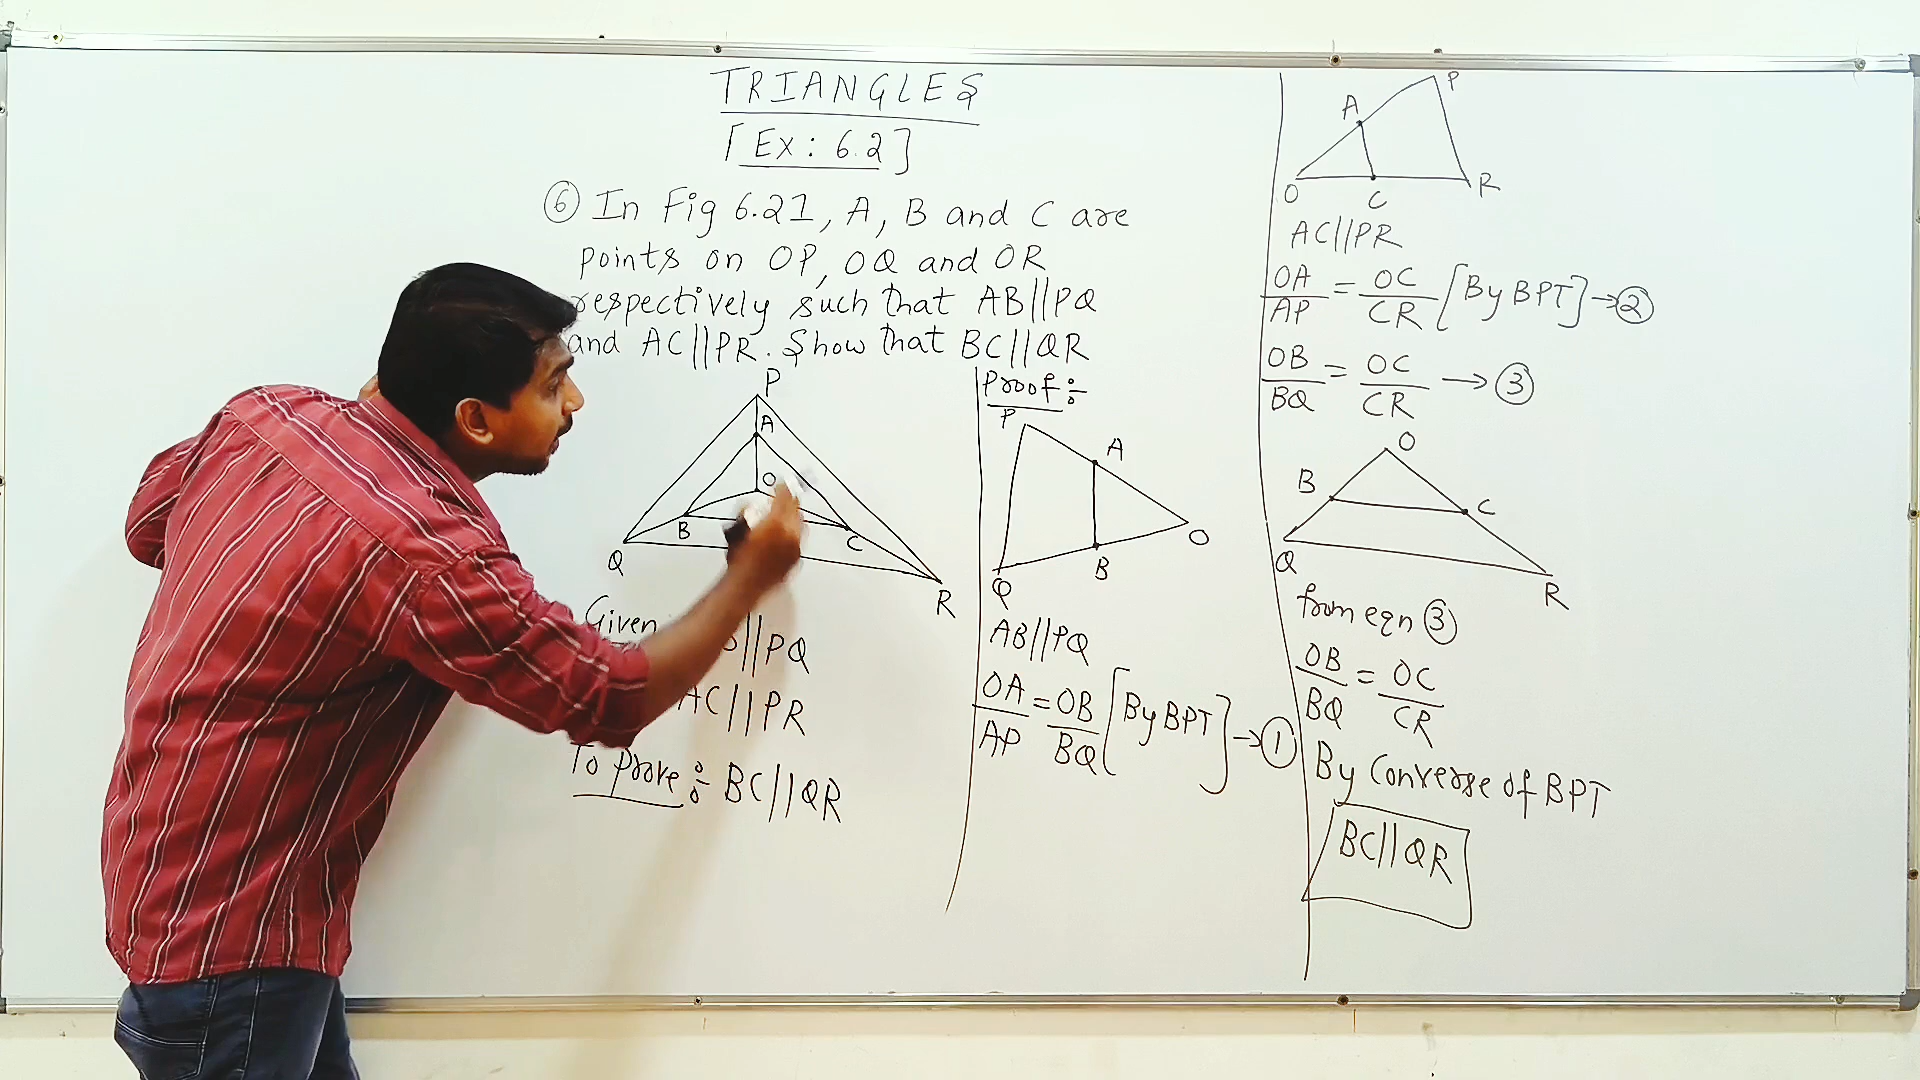 TRIANGLES
[Ex: 6.2]
⑥ In Fig 6.21, A, B and C are
points on OP, OQ and OR
respectively such that AB||PQ
and AC||PR. Show that BC||QR
P
A
O
B
C
Q
R
Given
||PQ
AC||PR
To prove : BC||QR
Proof :
P
A
O
B
Q
AB||PQ
OA/AP = OB/BQ [By BPT] → ①
P
A
O
C
R
AC||PR
OA/AP = OC/CR [By BPT] → ②
OB/BQ = OC/CR → ③
O
B
C
Q
R
from eqn ③
OB/BQ = OC/CR
By Converse of BPT
BC||QR